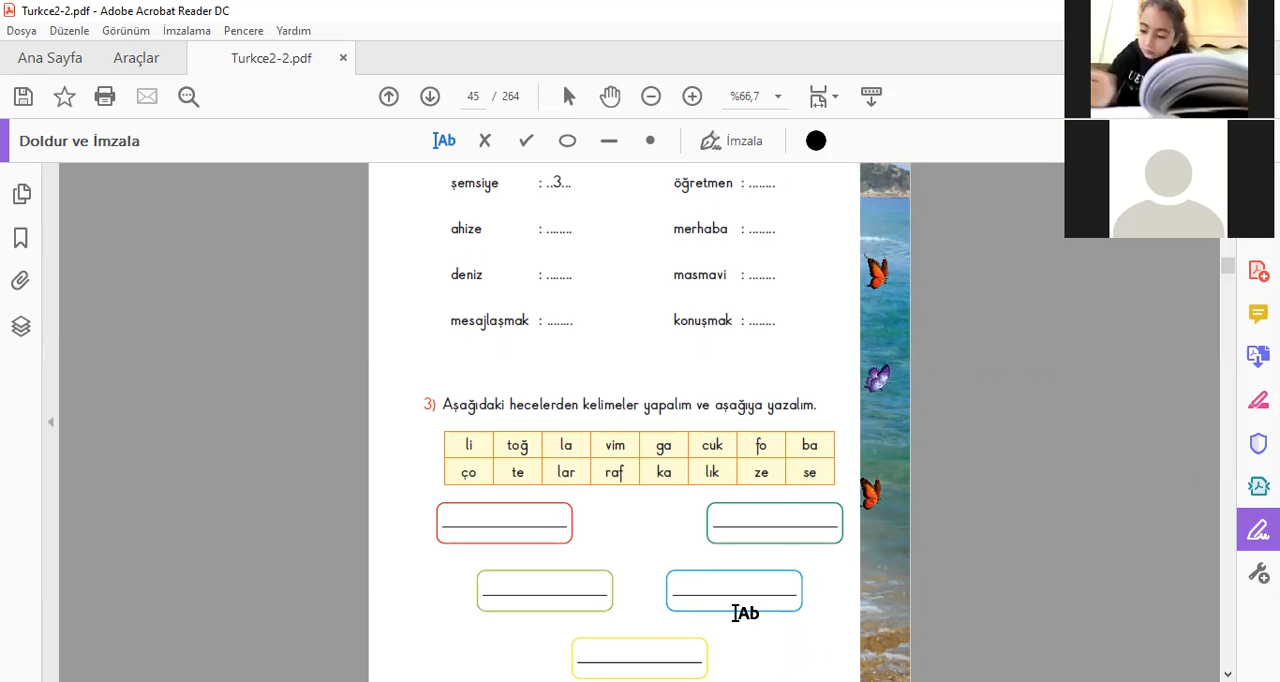 Turkce2-2.pdf - Adobe Acrobat Reader DC
Dosya Düzenle Görünüm İmzalama Pencere Yardım
Ana Sayfa Araçlar Turkce2-2.pdf ×
45 / 264 %66,7
Doldur ve İmzala IAb İmzala
şemsiye : ..3... öğretmen : ........
ahize : ........ merhaba : ........
deniz : ........ masmavi : ........
mesajlaşmak : ........ konuşmak : ........
3) Aşağıdaki hecelerden kelimeler yapalım ve aşağıya yazalım.
li toğ la vim ga cuk fo ba
ço te lar raf ka lık ze se
IAb